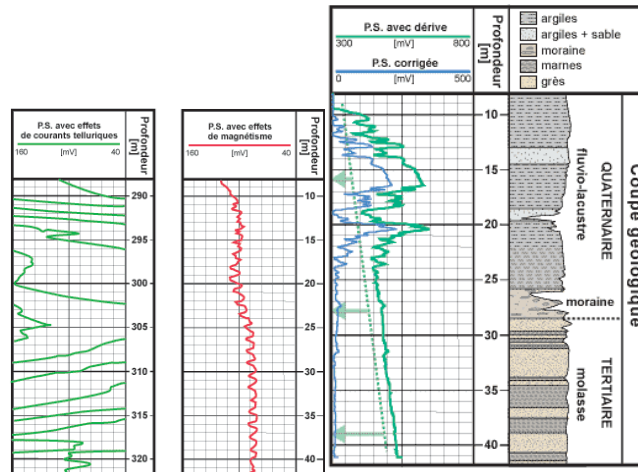 P.S. avec effets
de courants telluriques
160 [mV] 40
Profondeur
[m]
290
295
300
305
310
315
320
P.S. avec effets
de magnétisme
160 [mV] 40
Profondeur
[m]
10
15
20
25
30
35
40
P.S. avec dérive
300 [mV] 800
P.S. corrigée
0 [mV] 500
Profondeur
[m]
10
15
20
25
30
35
40
argiles
argiles + sable
moraine
marnes
grès
fluvio-lacustre
QUATERNAIRE
moraine
molasse
TERTIAIRE
Coupe géologique